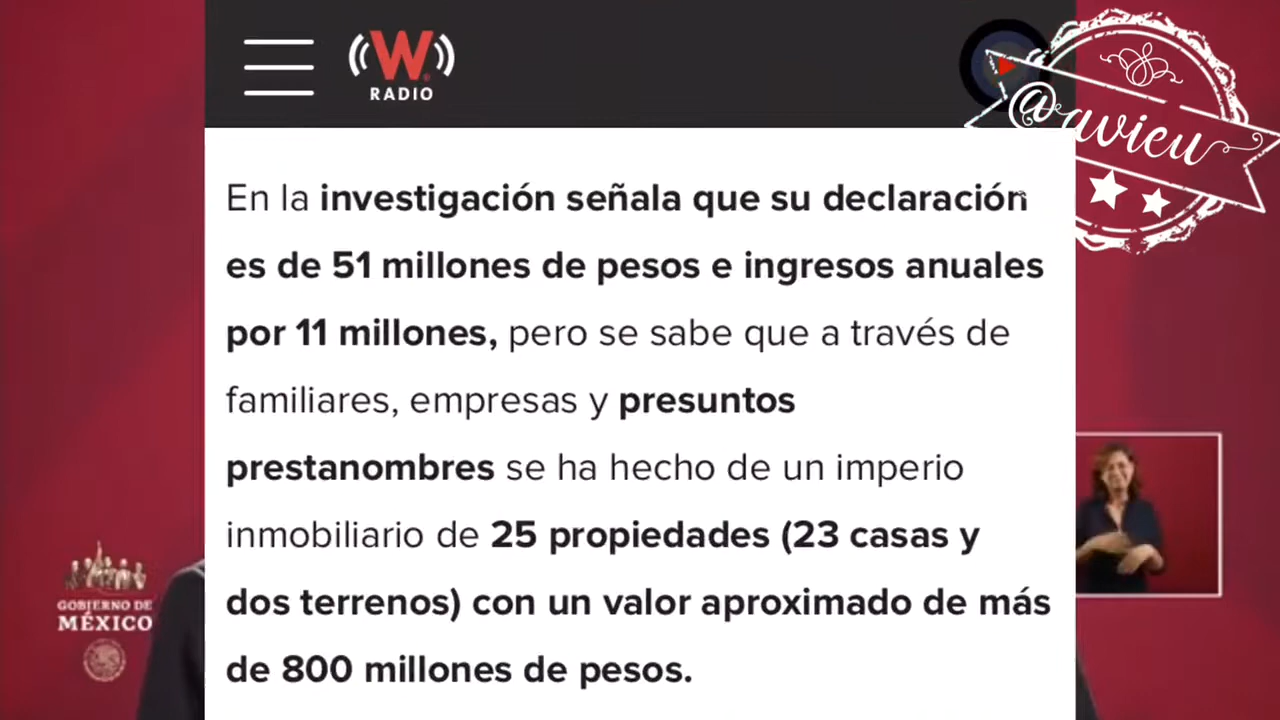 W
RADIO
@avieu
En la investigación señala que su declaración
es de 51 millones de pesos e ingresos anuales
por 11 millones, pero se sabe que a través de
familiares, empresas y presuntos
prestanombres se ha hecho de un imperio
inmobiliario de 25 propiedades (23 casas y
dos terrenos) con un valor aproximado de más
de 800 millones de pesos.
GOBIERNO DE
MÉXICO